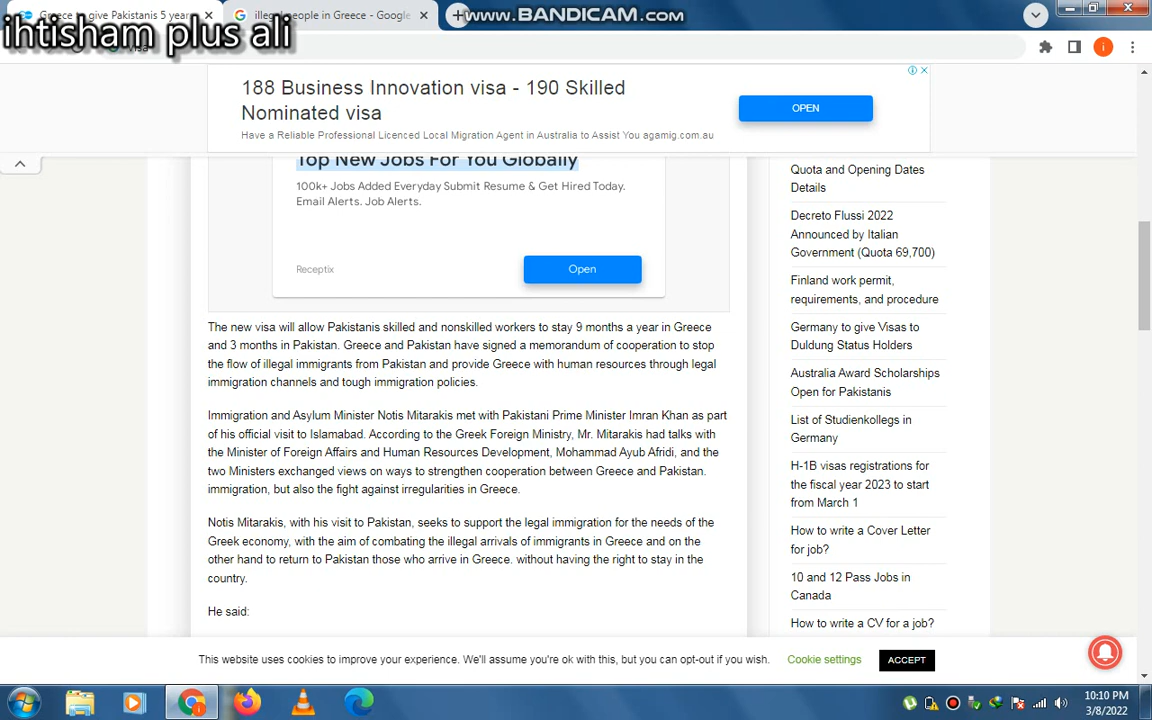 Greece to give Pakistanis 5 year
illegal people in Greece - Google
www.BANDICAM.com
ihtisham plus ali
visa
188 Business Innovation visa - 190 Skilled
Nominated visa
Have a Reliable Professional Licenced Local Migration Agent in Australia to Assist You agamig.com.au
OPEN
Top New Jobs For You Globally
100k+ Jobs Added Everyday Submit Resume & Get Hired Today.
Email Alerts. Job Alerts.
Receptix
Open
The new visa will allow Pakistanis skilled and nonskilled workers to stay 9 months a year in Greece
and 3 months in Pakistan. Greece and Pakistan have signed a memorandum of cooperation to stop
the flow of illegal immigrants from Pakistan and provide Greece with human resources through legal
immigration channels and tough immigration policies.
Immigration and Asylum Minister Notis Mitarakis met with Pakistani Prime Minister Imran Khan as part
of his official visit to Islamabad. According to the Greek Foreign Ministry, Mr. Mitarakis had talks with
the Minister of Foreign Affairs and Human Resources Development, Mohammad Ayub Afridi, and the
two Ministers exchanged views on ways to strengthen cooperation between Greece and Pakistan.
immigration, but also the fight against irregularities in Greece.
Notis Mitarakis, with his visit to Pakistan, seeks to support the legal immigration for the needs of the
Greek economy, with the aim of combating the illegal arrivals of immigrants in Greece and on the
other hand to return to Pakistan those who arrive in Greece. without having the right to stay in the
country.
He said:
Quota and Opening Dates
Details
Decreto Flussi 2022
Announced by Italian
Government (Quota 69,700)
Finland work permit,
requirements, and procedure
Germany to give Visas to
Duldung Status Holders
Australia Award Scholarships
Open for Pakistanis
List of Studienkollegs in
Germany
H-1B visas registrations for
the fiscal year 2023 to start
from March 1
How to write a Cover Letter
for job?
10 and 12 Pass Jobs in
Canada
How to write a CV for a job?
This website uses cookies to improve your experience. We'll assume you're ok with this, but you can opt-out if you wish.
Cookie settings
ACCEPT
10:10 PM
3/8/2022